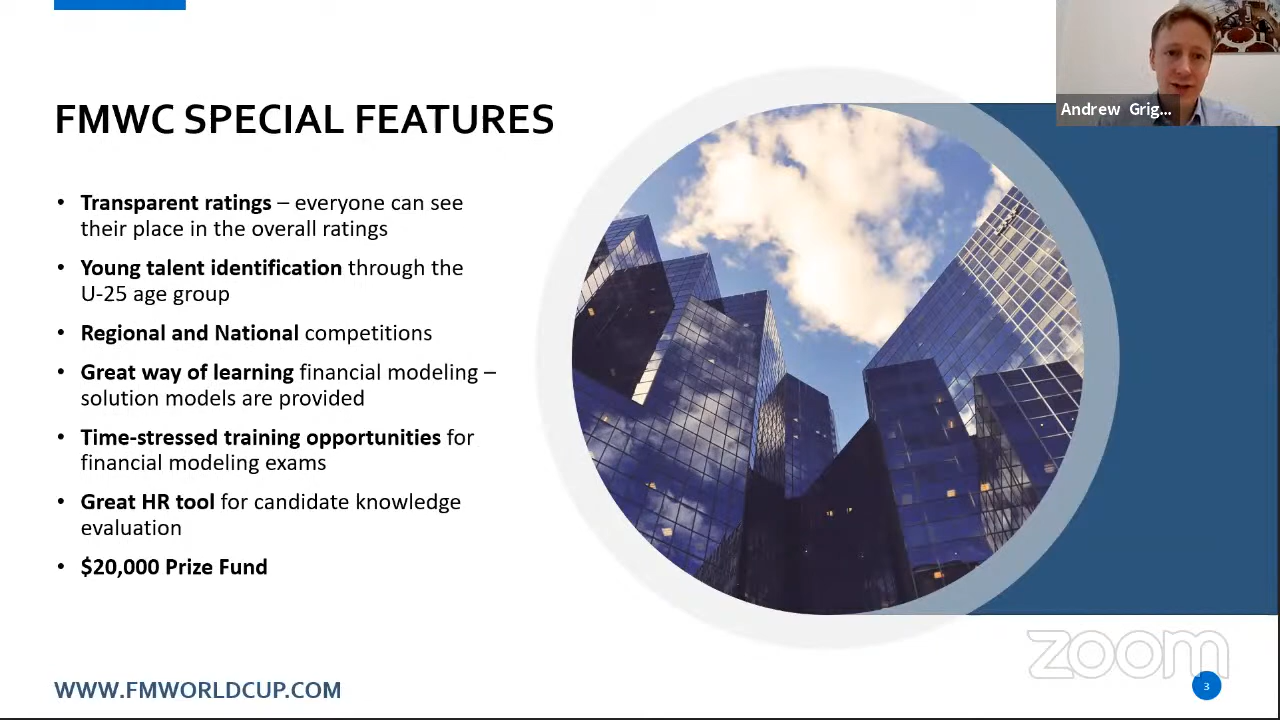 Andrew Grig...
FMWC SPECIAL FEATURES
• Transparent ratings – everyone can see
their place in the overall ratings
• Young talent identification through the
U-25 age group
• Regional and National competitions
• Great way of learning financial modeling –
solution models are provided
• Time-stressed training opportunities for
financial modeling exams
• Great HR tool for candidate knowledge
evaluation
• $20,000 Prize Fund
zoom
WWW.FMWORLDCUP.COM
3